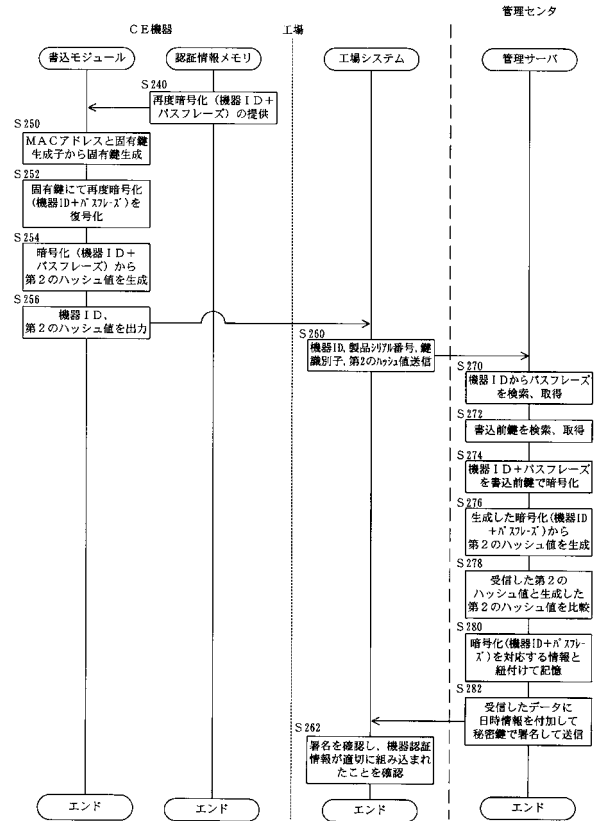 管理センタ
CE機器
工場
書込モジュール
認証情報メモリ
工場システム
管理サーバ
S240
再度暗号化(機器ID+
パスフレーズ)の提供
S250
MACアドレスと固有鍵
生成子から固有鍵生成
S252
固有鍵にて再度暗号化
(機器ID+パスフレーズ)を
復号化
S254
暗号化(機器ID+
パスフレーズ)から
第2のハッシュ値を生成
S256
機器ID、
第2のハッシュ値を出力
S260
機器ID、製品シリアル番号、鍵
識別子、第2のハッシュ値送信
S270
機器IDからパスフレーズ
を検索、取得
S272
書込前鍵を検索、取得
S274
機器ID+パスフレーズ
を書込前鍵で暗号化
S276
生成した暗号化(機器ID
+パスフレーズ)から
第2のハッシュ値を生成
S278
受信した第2の
ハッシュ値と生成した
第2のハッシュ値を比較
S280
暗号化(機器ID+パスフレー
ズ)を対応する情報と
紐付けて記憶
S282
受信したデータに
日時情報を付加して
秘密鍵で署名して送信
S262
署名を確認し、機器認証
情報が適切に組み込まれ
たことを確認
エンド
エンド
エンド
エンド